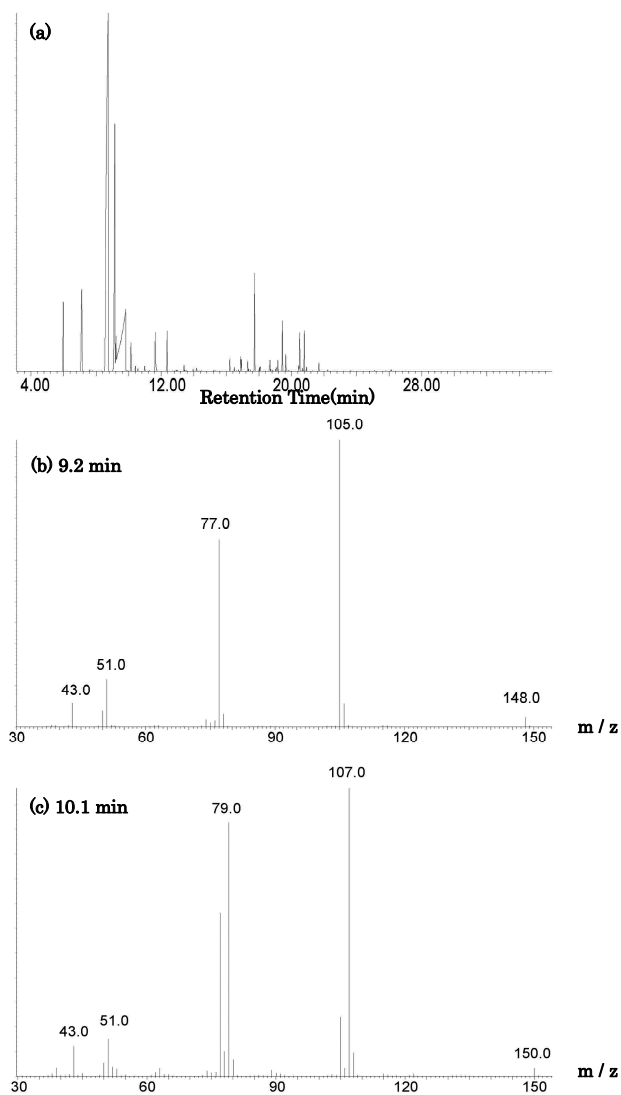 (a)
4.00 12.00 20.00 28.00
Retention Time(min)
(b) 9.2 min
105.0
77.0
51.0
43.0
148.0
30 60 90 120 150 m / z
(c) 10.1 min
107.0
79.0
51.0
43.0
150.0
30 60 90 120 150 m / z